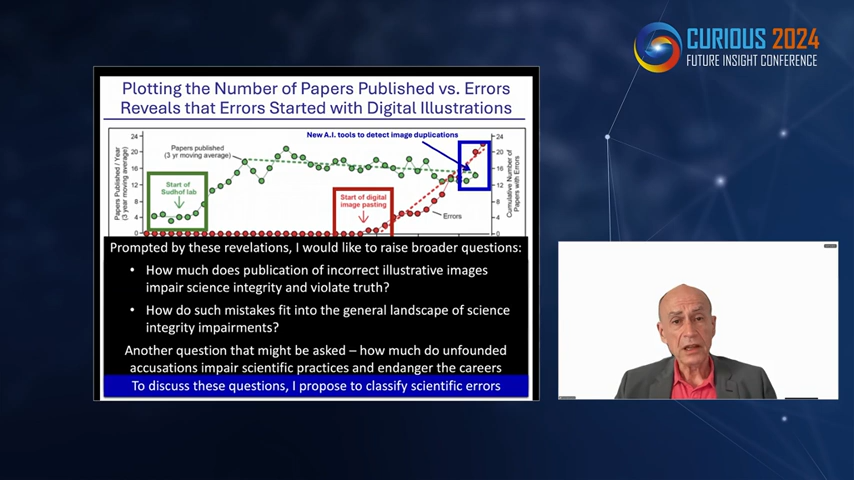 CURIOUS 2024
FUTURE INSIGHT CONFERENCE
Plotting the Number of Papers Published vs. Errors
Reveals that Errors Started with Digital Illustrations
New A.I. tools to detect image duplications
24
20
16
12
8
4
0
Papers Published / Year
(3 year moving average)
Papers published
(3 yr moving average)
Start of
Sudhof lab
Start of digital
image pasting
Errors
24
20
16
12
8
4
0
Cumulative Number of
Papers with Errors
Prompted by these revelations, I would like to raise broader questions:
• How much does publication of incorrect illustrative images
impair science integrity and violate truth?
• How do such mistakes fit into the general landscape of science
integrity impairments?
Another question that might be asked – how much do unfounded
accusations impair scientific practices and endanger the careers
To discuss these questions, I propose to classify scientific errors